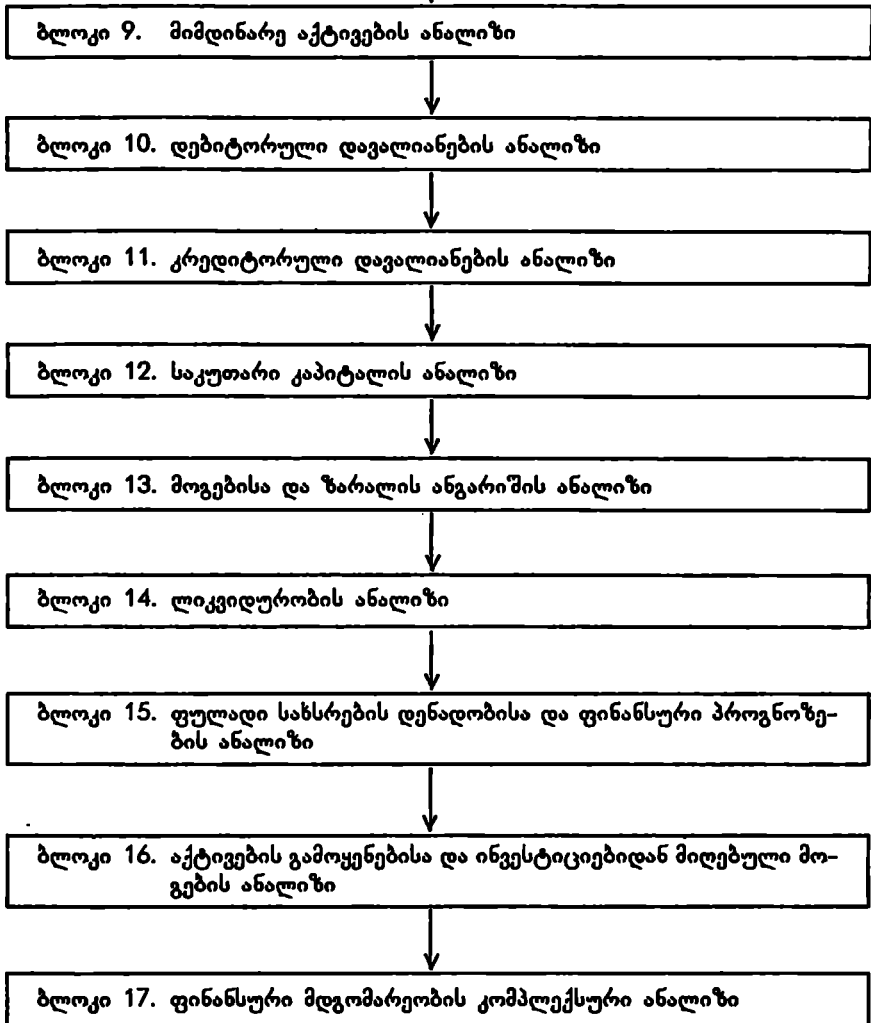 ბლოკი 9. მიმდინარე აქტივების ანალიზი
ბლოკი 10. დებიტორული დავალიანების ანალიზი
ბლოკი 11. კრედიტორული დავალიანების ანალიზი
ბლოკი 12. საკუთარი კაპიტალის ანალიზი
ბლოკი 13. მოგებისა და ზარალის ანგარიშის ანალიზი
ბლოკი 14. ლიკვიდურობის ანალიზი
ბლოკი 15. ფულადი სახსრების დენადობისა და ფინანსური პროგნოზე-
ბის ანალიზი
ბლოკი 16. აქტივების გამოყენებისა და ინვესტიციებიდან მიღებული მო-
გების ანალიზი
ბლოკი 17. ფინანსური მდგომარეობის კომპლექსური ანალიზი